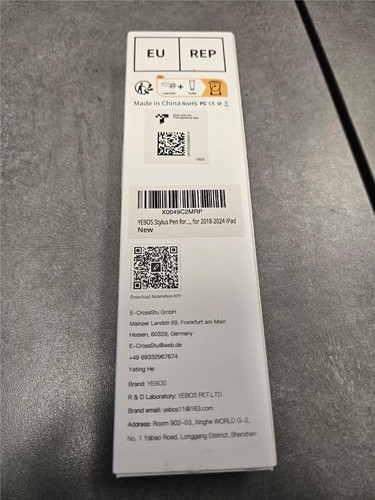 EU REP
Made in China RoHS PC CE
X0049C2MRP
YEBOS Stylus Pen for..., for 2018-2024 iPad
New
E-CrossStu GmbH
Mainzer Landstr.69, Frankfurt am Main
Hessen, 60329, Germany
E-CrossStu@web.de
+49 69332967674
Yating He
Brand: YEBOS
R & D Laboratory: YEBOS PET.LTD.
Brand email: yebos11@163.com
Address: Room 902-03, Xinghe WORLD G-2,
No. 1 Yabao Road, Longgang District, Shenzhen